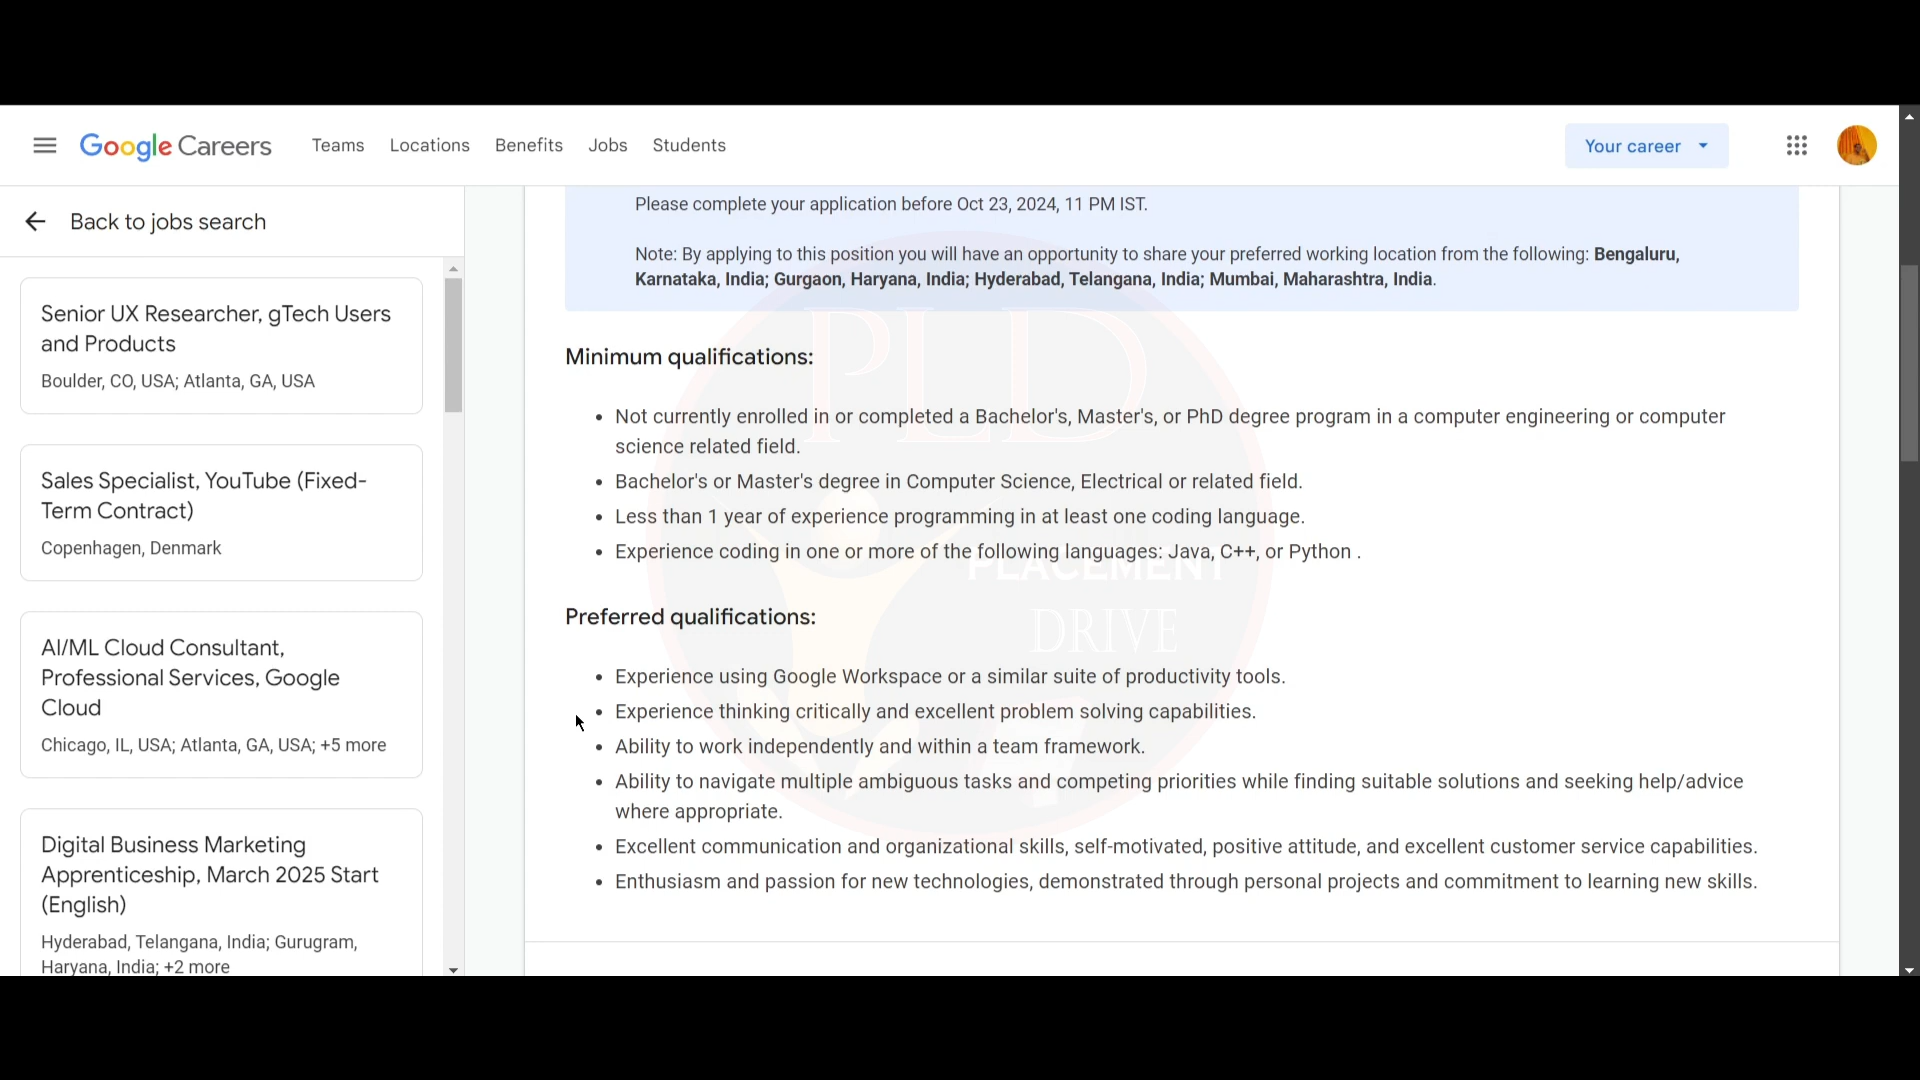 Google Careers
Teams
Locations
Benefits
Jobs
Students
Your career
Back to jobs search
Senior UX Researcher, gTech Users
and Products
Boulder, CO, USA; Atlanta, GA, USA
Sales Specialist, YouTube (Fixed-
Term Contract)
Copenhagen, Denmark
AI/ML Cloud Consultant,
Professional Services, Google
Cloud
Chicago, IL, USA; Atlanta, GA, USA; +5 more
Digital Business Marketing
Apprenticeship, March 2025 Start
(English)
Hyderabad, Telangana, India; Gurugram,
Haryana, India; +2 more
Please complete your application before Oct 23, 2024, 11 PM IST.
Note: By applying to this position you will have an opportunity to share your preferred working location from the following: Bengaluru,
Karnataka, India; Gurgaon, Haryana, India; Hyderabad, Telangana, India; Mumbai, Maharashtra, India.
Minimum qualifications:
Not currently enrolled in or completed a Bachelor's, Master's, or PhD degree program in a computer engineering or computer
science related field.
Bachelor's or Master's degree in Computer Science, Electrical or related field.
Less than 1 year of experience programming in at least one coding language.
Experience coding in one or more of the following languages: Java, C++, or Python .
Preferred qualifications:
Experience using Google Workspace or a similar suite of productivity tools.
Experience thinking critically and excellent problem solving capabilities.
Ability to work independently and within a team framework.
Ability to navigate multiple ambiguous tasks and competing priorities while finding suitable solutions and seeking help/advice
where appropriate.
Excellent communication and organizational skills, self-motivated, positive attitude, and excellent customer service capabilities.
Enthusiasm and passion for new technologies, demonstrated through personal projects and commitment to learning new skills.
PLD
PLACEMENT
DRIVE